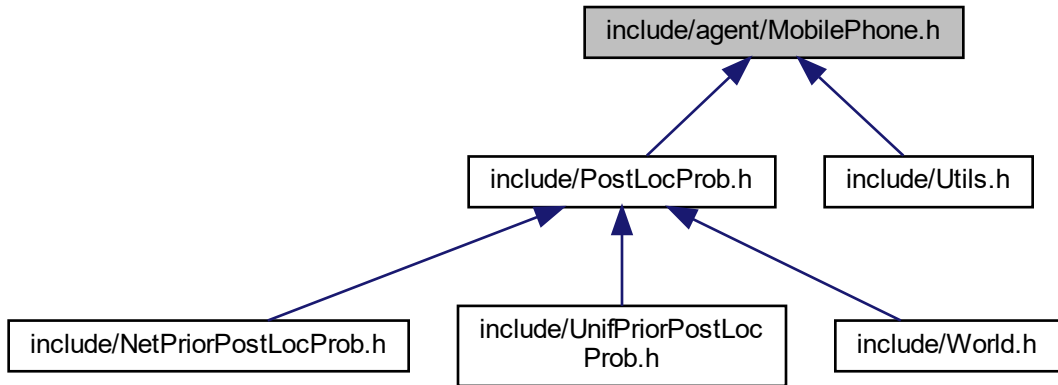 include/agent/MobilePhone.h
include/PostLocProb.h
include/Utils.h
include/NetPriorPostLocProb.h
include/UnifPriorPostLoc
Prob.h
include/World.h